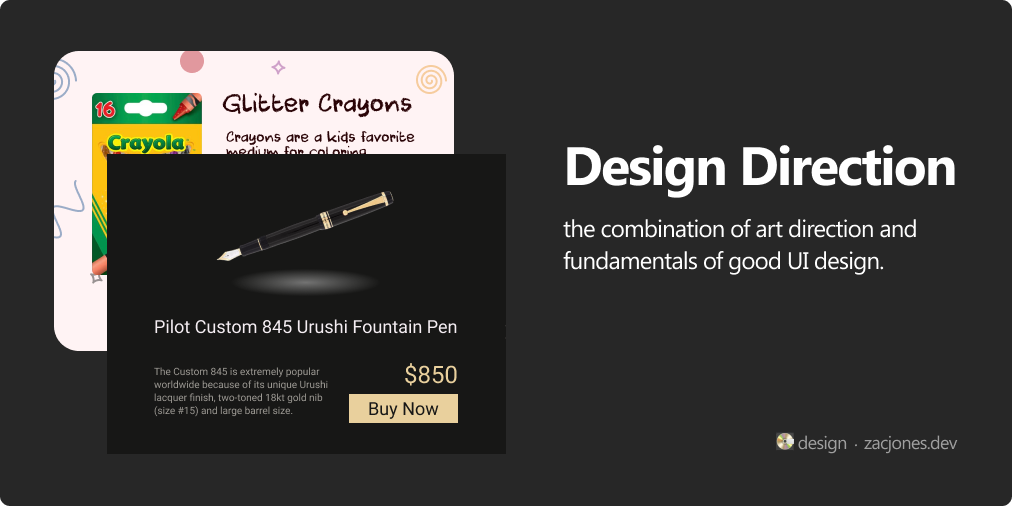 16
Crayola
Glitter Crayons
Crayons are a kids favorite
medium for coloring
Pilot Custom 845 Urushi Fountain Pen
The Custom 845 is extremely popular
worldwide because of its unique Urushi
lacquer finish, two-toned 18kt gold nib
(size #15) and large barrel size.
$850
Buy Now
Design Direction
the combination of art direction and
fundamentals of good UI design.
design · zacjones.dev